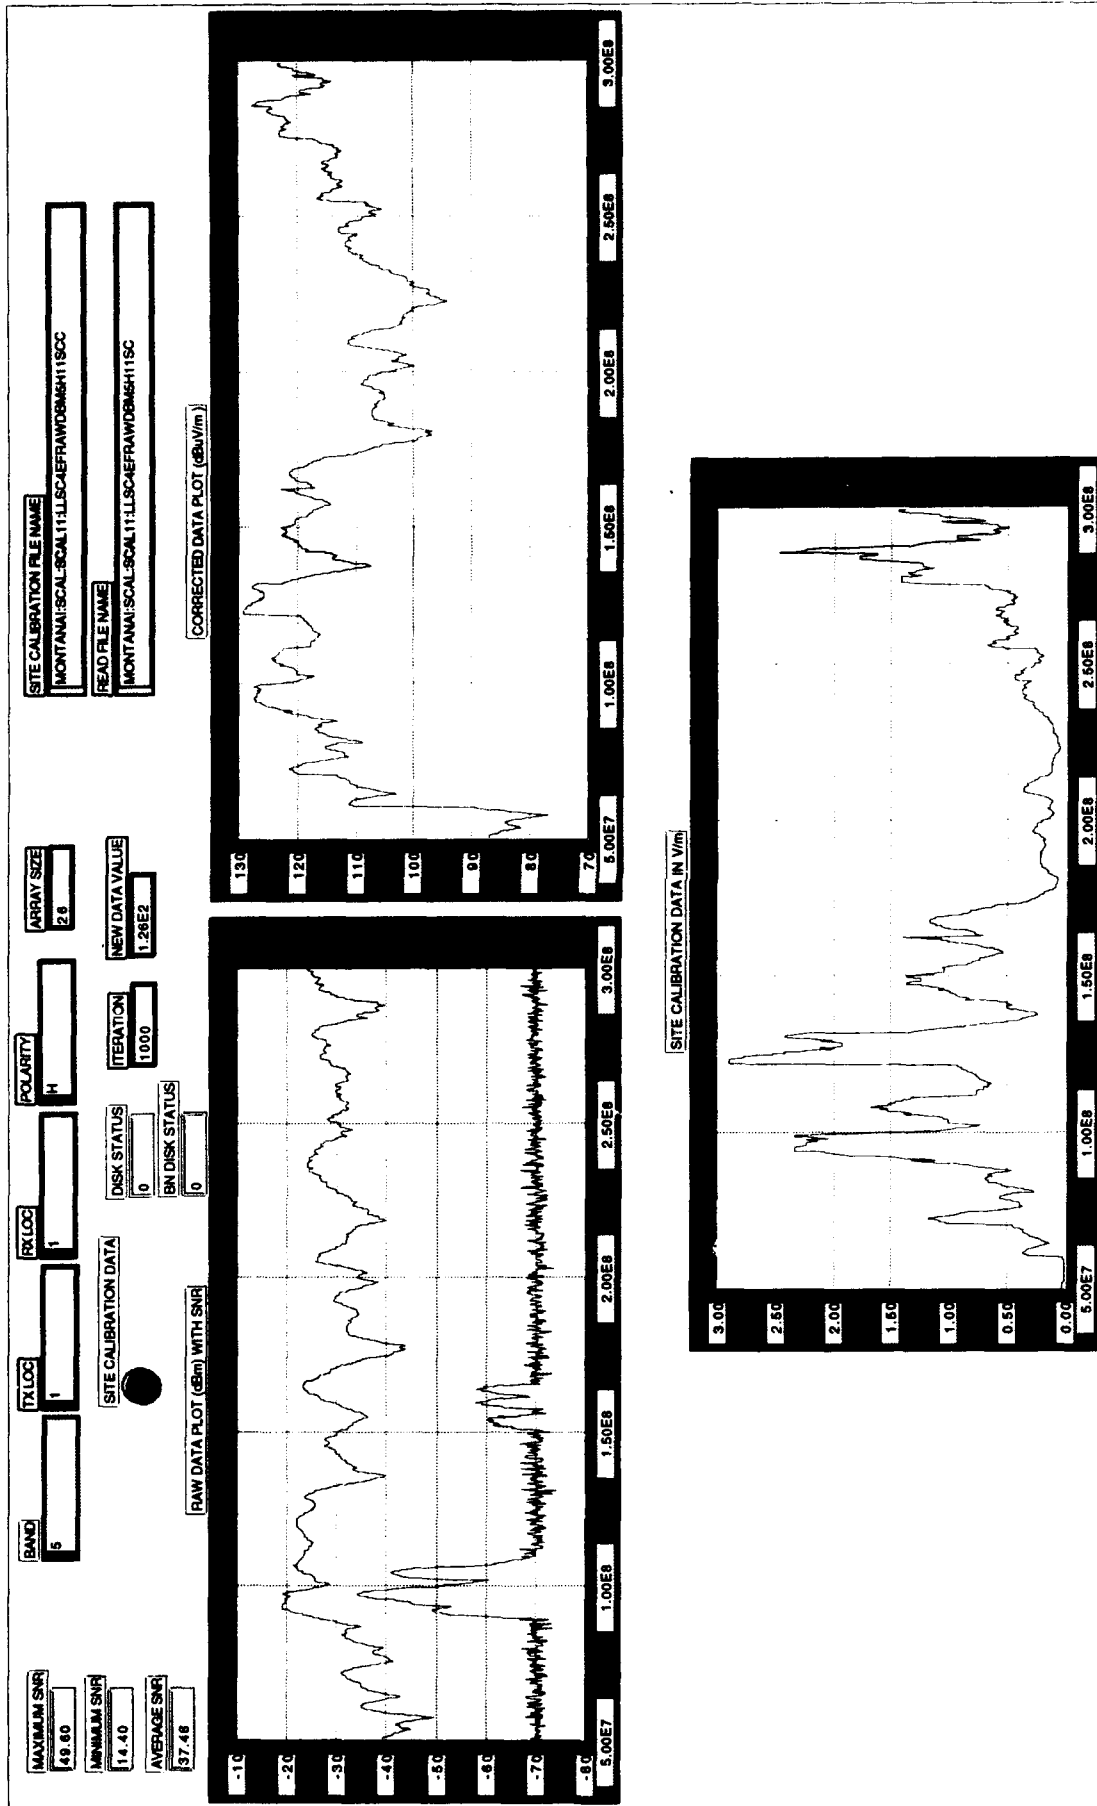 MAXIMUM SNR
49.60
MINIMUM SNR
14.40
AVERAGE SNR
37.48
BAND
5
TX LOC
1
RX LOC
1
POLARITY
H
ARRAY SIZE
26
SITE CALIBRATION DATA
DISK STATUS
0
BN DISK STATUS
0
ITERATION
1000
NEW DATA VALUE
1.26E2
SITE CALIBRATION FILE NAME
MONTANAI:SCAL:SCAL11:LLSC4EFRAWDBM5H11SCC
READ FILE NAME
MONTANAI:SCAL:SCAL11:LLSC4EFRAWDBM5H11SC
RAW DATA PLOT (dBm) WITH SNR
-10
-20
-30
-40
-50
-60
-70
-80
5.00E7 1.00E8 1.50E8 2.00E8 2.50E8 3.00E8
CORRECTED DATA PLOT (dBuV/m)
130
120
110
100
90
80
70
5.00E7 1.00E8 1.50E8 2.00E8 2.50E8 3.00E8
SITE CALIBRATION DATA IN V/m
3.00
2.50
2.00
1.50
1.00
0.50
0.00
5.00E7 1.00E8 1.50E8 2.00E8 2.50E8 3.00E8